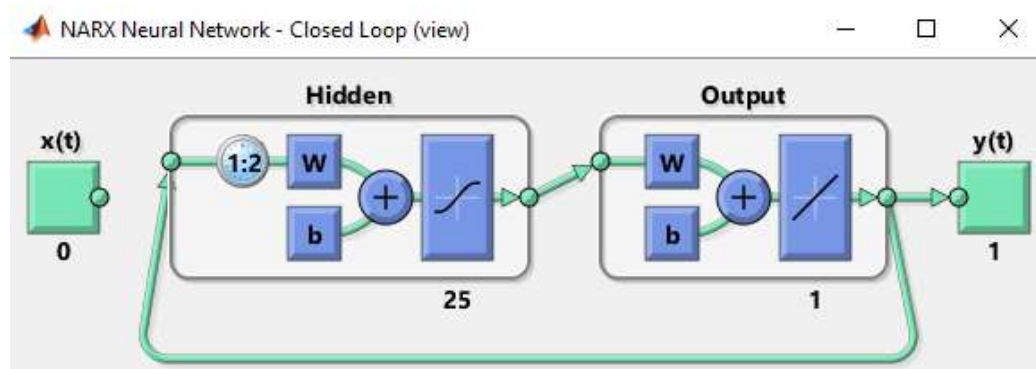 NARX Neural Network - Closed Loop (view)
Hidden
Output
x(t)
1:2
W
b
W
b
y(t)
0
25
1
1